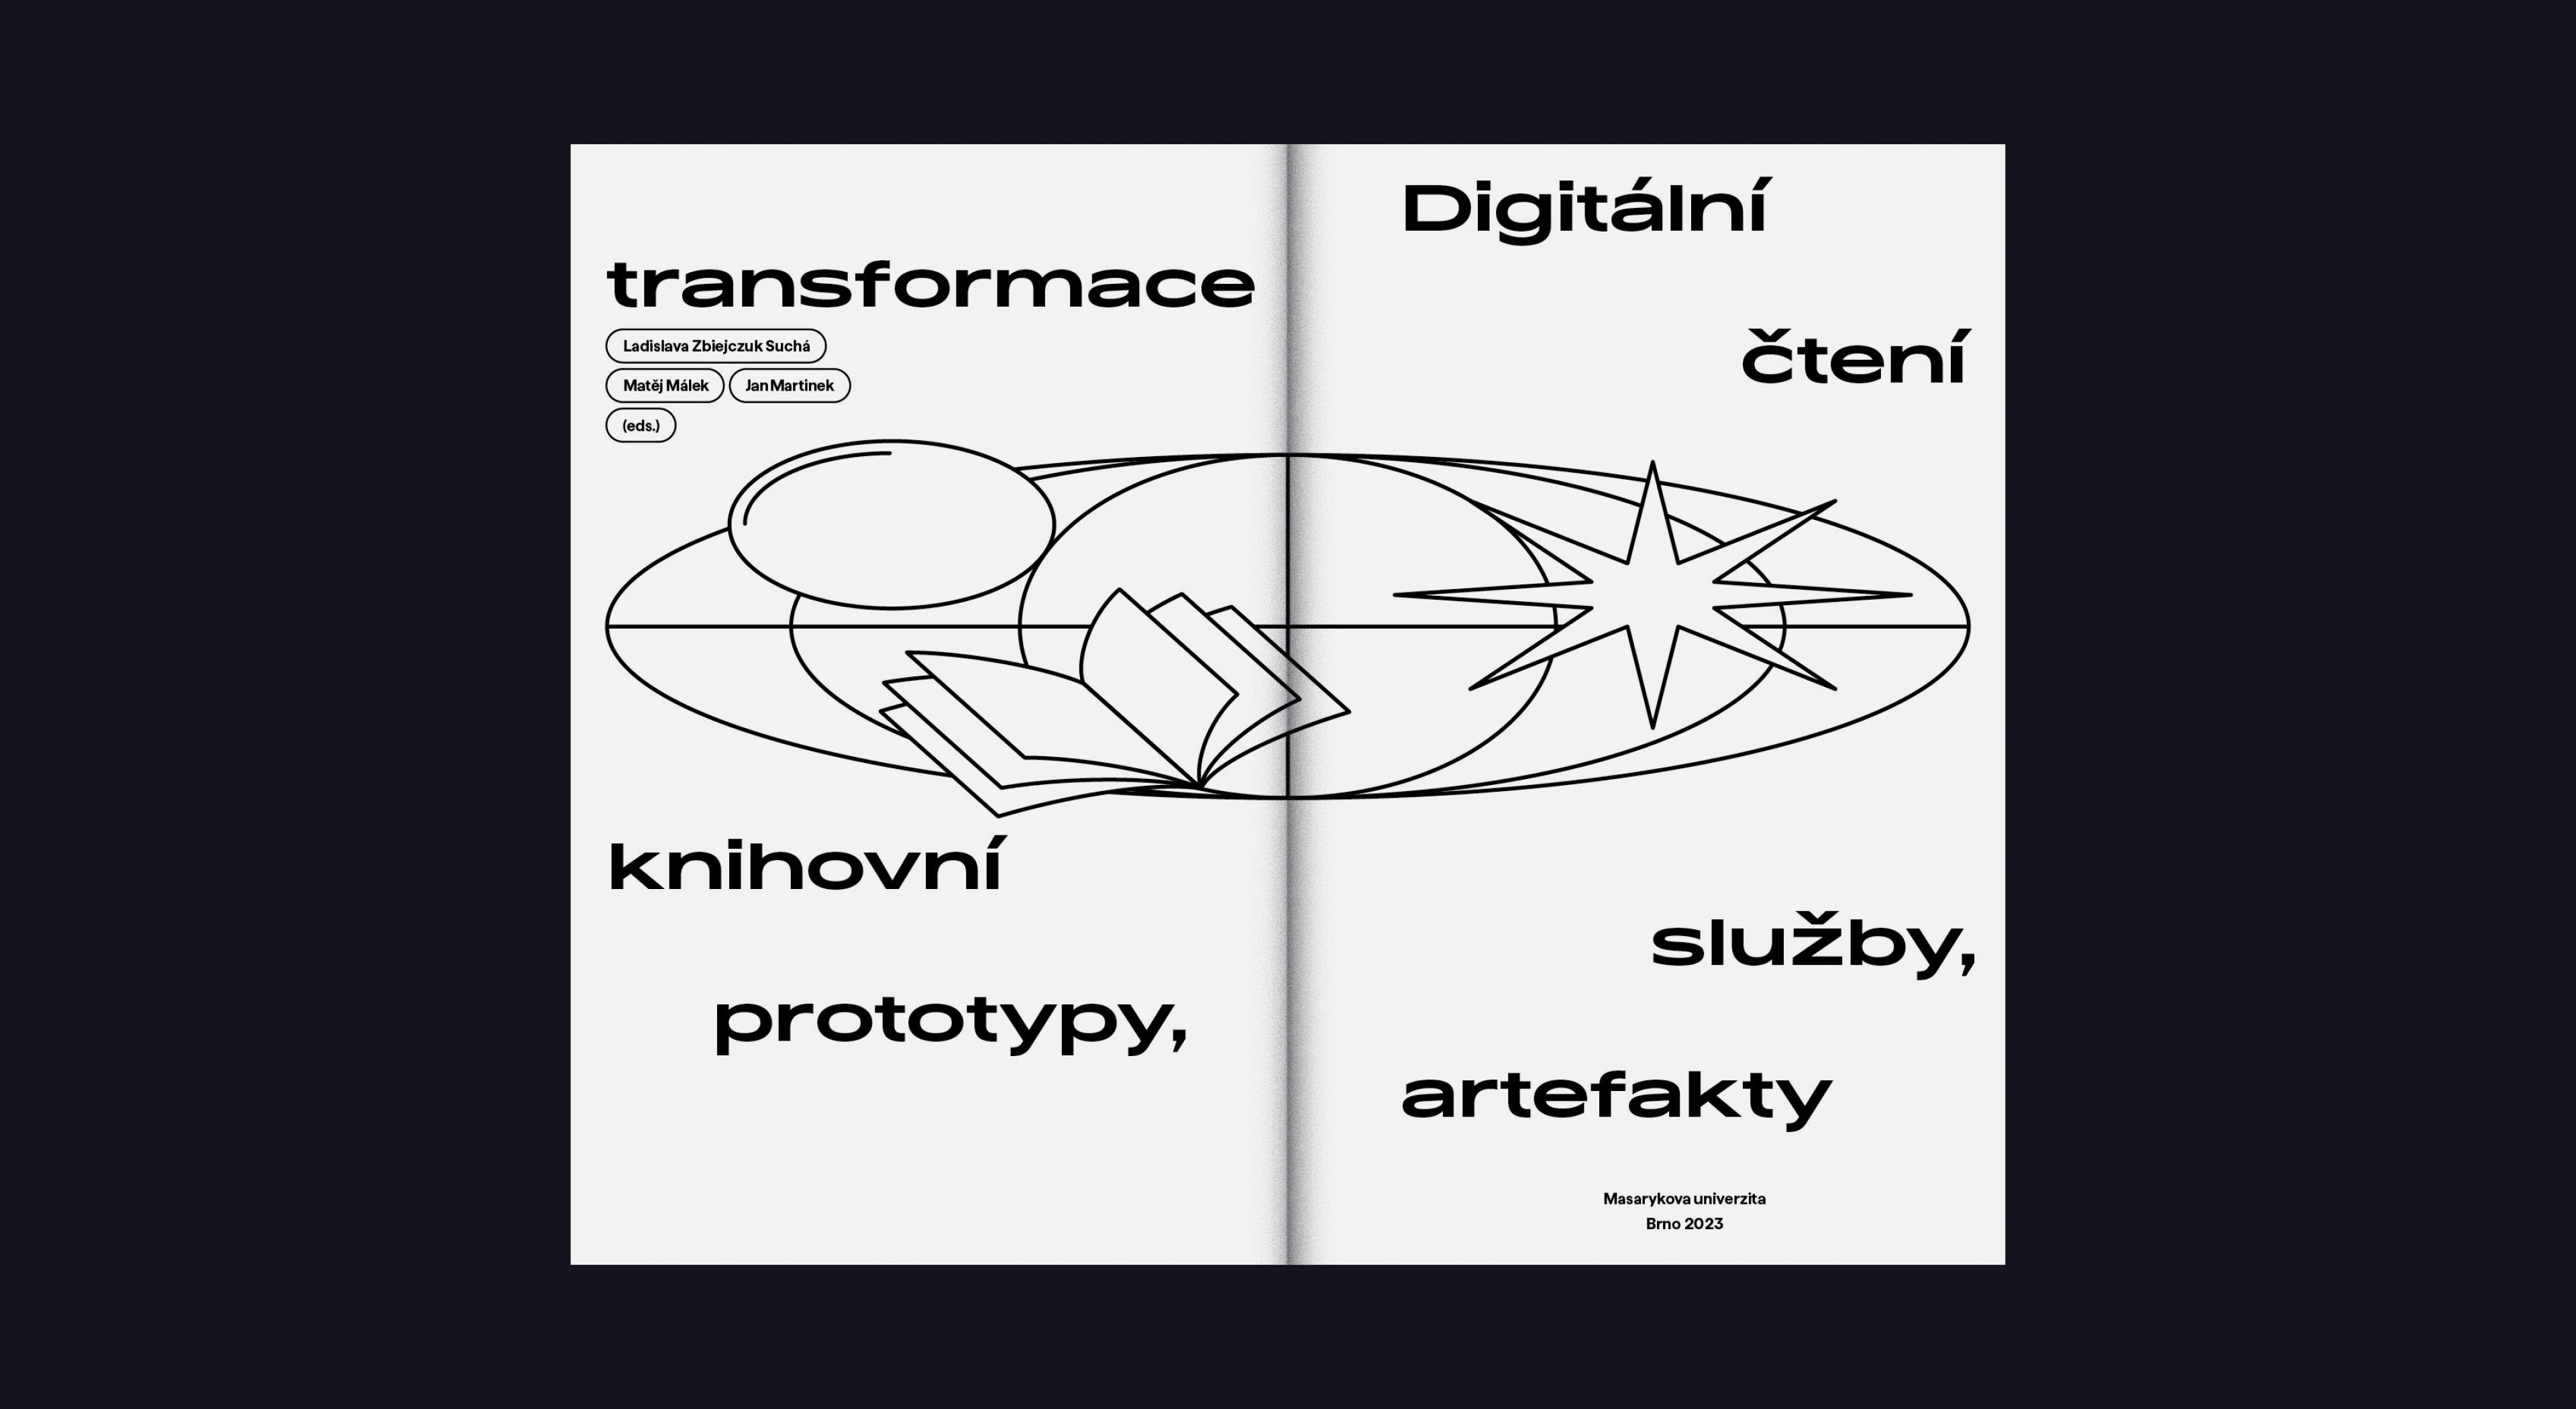 Digitální
transformace
čtení
Ladislava Zbiejczuk Suchá
Matěj Málek Jan Martinek
(eds.)
knihovní
služby,
prototypy,
artefakty
Masarykova univerzita
Brno 2023